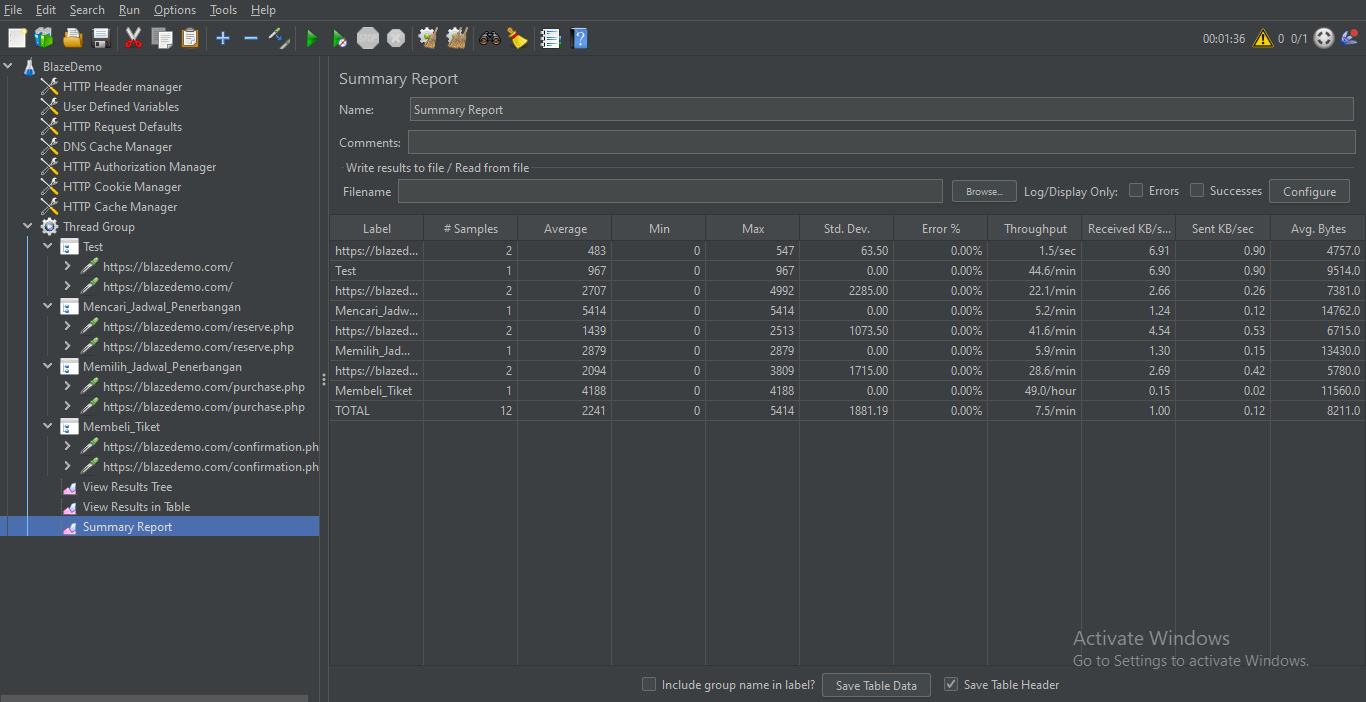 File Edit Search Run Options Tools Help
00:01:36 0 0/1
BlazeDemo
HTTP Header manager
User Defined Variables
HTTP Request Defaults
DNS Cache Manager
HTTP Authorization Manager
HTTP Cookie Manager
HTTP Cache Manager
Thread Group
Test
https://blazedemo.com/
https://blazedemo.com/
Mencari_Jadwal_Penerbangan
https://blazedemo.com/reserve.php
https://blazedemo.com/reserve.php
Memilih_Jadwal_Penerbangan
https://blazedemo.com/purchase.php
https://blazedemo.com/purchase.php
Membeli_Tiket
https://blazedemo.com/confirmation.ph
https://blazedemo.com/confirmation.ph
View Results Tree
View Results in Table
Summary Report
Summary Report
Name: Summary Report
Comments:
Write results to file / Read from file
Filename Browse... Log/Display Only: Errors Successes Configure
Label # Samples Average Min Max Std. Dev. Error % Throughput Received KB/s... Sent KB/sec Avg. Bytes
https://blazed... 2 483 0 547 63.50 0.00% 1.5/sec 6.91 0.90 4757.0
Test 1 967 0 967 0.00 0.00% 44.6/min 6.90 0.90 9514.0
https://blazed... 2 2707 0 4992 2285.00 0.00% 22.1/min 2.66 0.26 7381.0
Mencari_Jadw... 1 5414 0 5414 0.00 0.00% 5.2/min 1.24 0.12 14762.0
https://blazed... 2 1439 0 2513 1073.50 0.00% 41.6/min 4.54 0.53 6715.0
Memilih_Jad... 1 2879 0 2879 0.00 0.00% 5.9/min 1.30 0.15 13430.0
https://blazed... 2 2094 0 3809 1715.00 0.00% 28.6/min 2.69 0.42 5780.0
Membeli_Tiket 1 4188 0 4188 0.00 0.00% 49.0/hour 0.15 0.02 11560.0
TOTAL 12 2241 0 5414 1881.19 0.00% 7.5/min 1.00 0.12 8211.0
Activate Windows
Go to Settings to activate Windows.
Include group name in label? Save Table Data Save Table Header